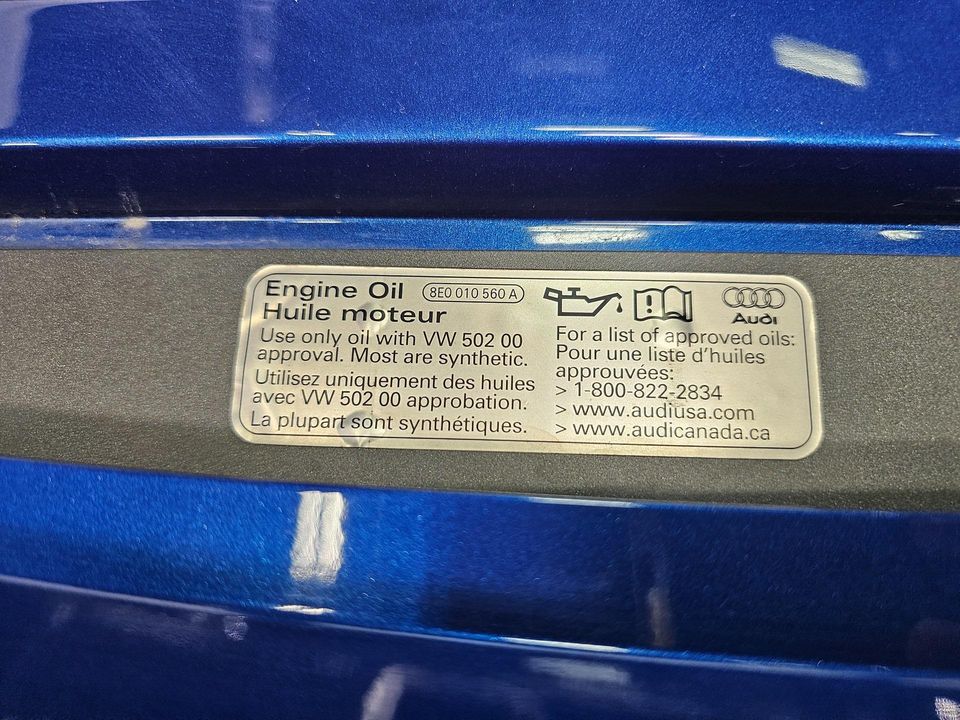 Engine Oil 8E0 010 560 A
Huile moteur
Use only oil with VW 502 00
approval. Most are synthetic.
Utilisez uniquement des huiles
avec VW 502 00 approbation.
La plupart sont synthétiques.
Audi
For a list of approved oils:
Pour une liste d'huiles
approuvées:
> 1-800-822-2834
> www.audiusa.com
> www.audicanada.ca